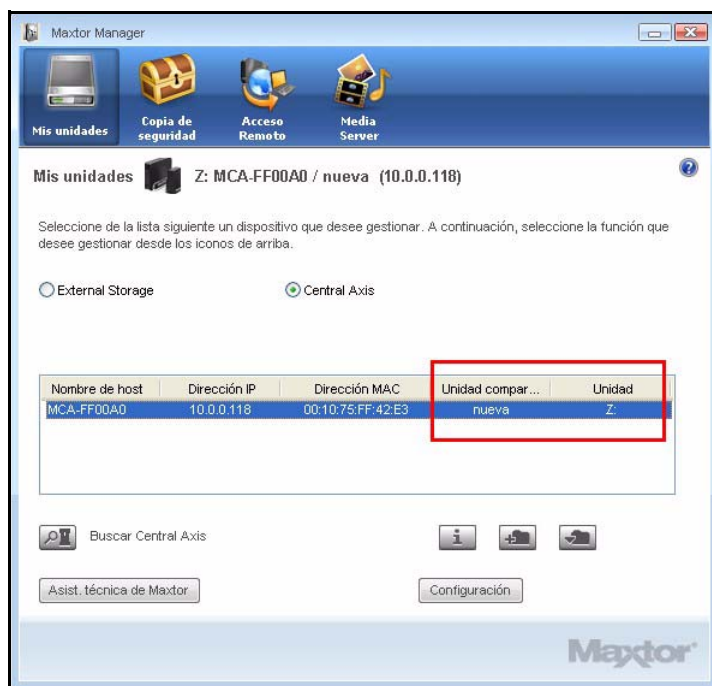 Maxtor Manager
Mis unidades
Copia de seguridad
Acceso Remoto
Media Server
Mis unidades Z: MCA-FF00A0 / nueva (10.0.0.118)
Seleccione de la lista siguiente un dispositivo que desee gestionar. A continuación, seleccione la función que
desee gestionar desde los iconos de arriba.
External Storage Central Axis
Nombre de host Dirección IP Dirección MAC Unidad compar... Unidad
MCA-FF00A0 10.0.0.118 00:10:75:FF:42:E3 nueva Z:
Buscar Central Axis
Asist. técnica de Maxtor Configuración
Maxtor